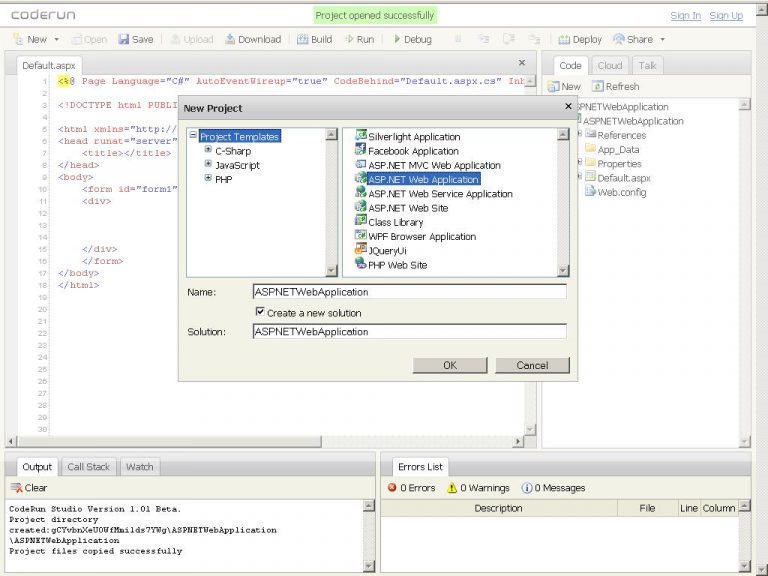 coderun
Project opened successfully
Sign In Sign Up
New Open Save Upload Download Build Run Debug Deploy Share
Default.aspx
1 <%@ Page Language="C#" AutoEventWireup="true" CodeBehind="Default.aspx.cs" Inh
2
3 <!DOCTYPE html PUBLI
4
5 <html xmlns="http://
6 <head runat="server"
7 <title></title>
8 </head>
9 <body>
10 <form id="form1"
11 <div>
12
13
14
15 </div>
16 </form>
17 </body>
18 </html>
19
20
21
22
23
24
25
26
27
28
29
30
New Project
Project Templates
C-Sharp
JavaScript
PHP
Silverlight Application
Facebook Application
ASP.NET MVC Web Application
ASP.NET Web Application
ASP.NET Web Service Application
ASP.NET Web Site
Class Library
WPF Browser Application
JQueryUi
PHP Web Site
Name: ASPNETWebApplication
Create a new solution
Solution: ASPNETWebApplication
OK Cancel
Code Cloud Talk
New Refresh
SPNETWebApplication
ASPNETWebApplication
References
App_Data
Properties
Default.aspx
Web.config
Output Call Stack Watch
Clear
CodeRun Studio Version 1.01 Beta.
Project directory
\ASPNETWebApplication
Project files copied successfully
Errors List
0 Errors 0 Warnings 0 Messages
Description File Line Column